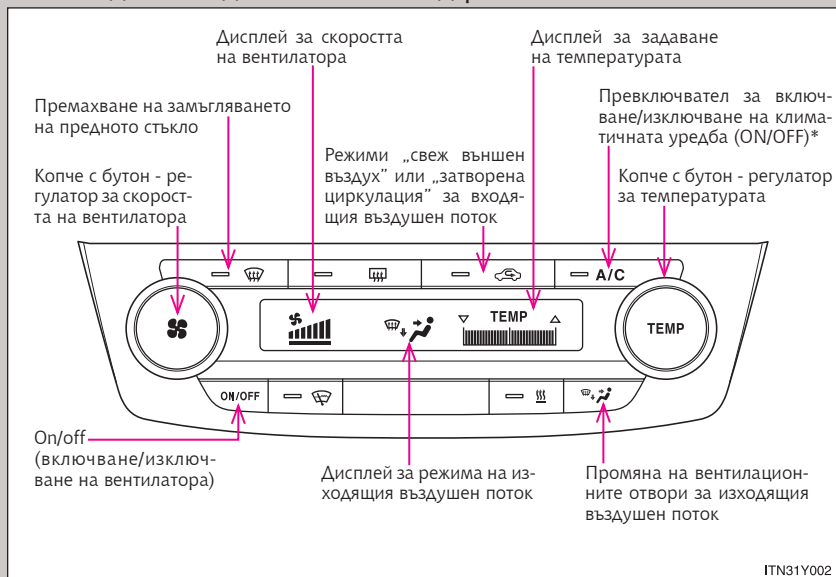 Дисплей за скоростта
на вентилатора
Дисплей за задаване
на температурата
Премахване на замъгляването
на предното стъкло
Превключвател за включ-
ване/изключване на клима-
тичната уредба (ON/OFF)*
Режими „свеж външен
въздух” или „затворена
циркулация” за входя-
щия въздушен поток
Копче с бутон - ре-
гулатор за скорост-
та на вентилатора
Копче с бутон - регулатор
за температурата
A/C
TEMP
TEMP
ON/OFF
On/off
(включване/изключ-
ване на вентилатора)
Дисплей за режима на из-
ходящия въздушен поток
Промяна на вентилацион-
ните отвори за изходящия
въздушен поток
ITN31Y002